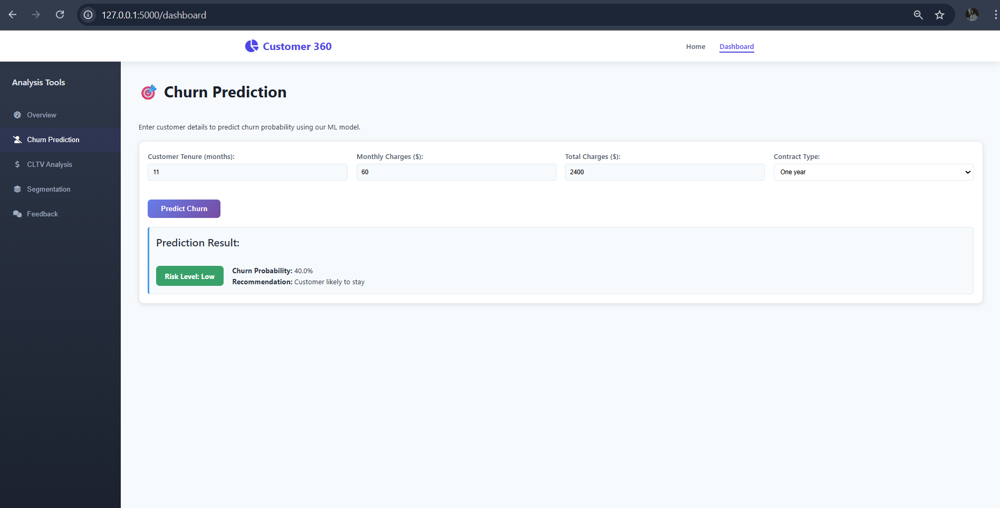 127.0.0.1:5000/dashboard
Customer 360
Home
Dashboard
Analysis Tools
Overview
Churn Prediction
CLTV Analysis
Segmentation
Feedback
Churn Prediction
Enter customer details to predict churn probability using our ML model.
Customer Tenure (months):
11
Monthly Charges ($):
60
Total Charges ($):
2400
Contract Type:
One year
Predict Churn
Prediction Result:
Risk Level: Low
Churn Probability: 40.0%
Recommendation: Customer likely to stay